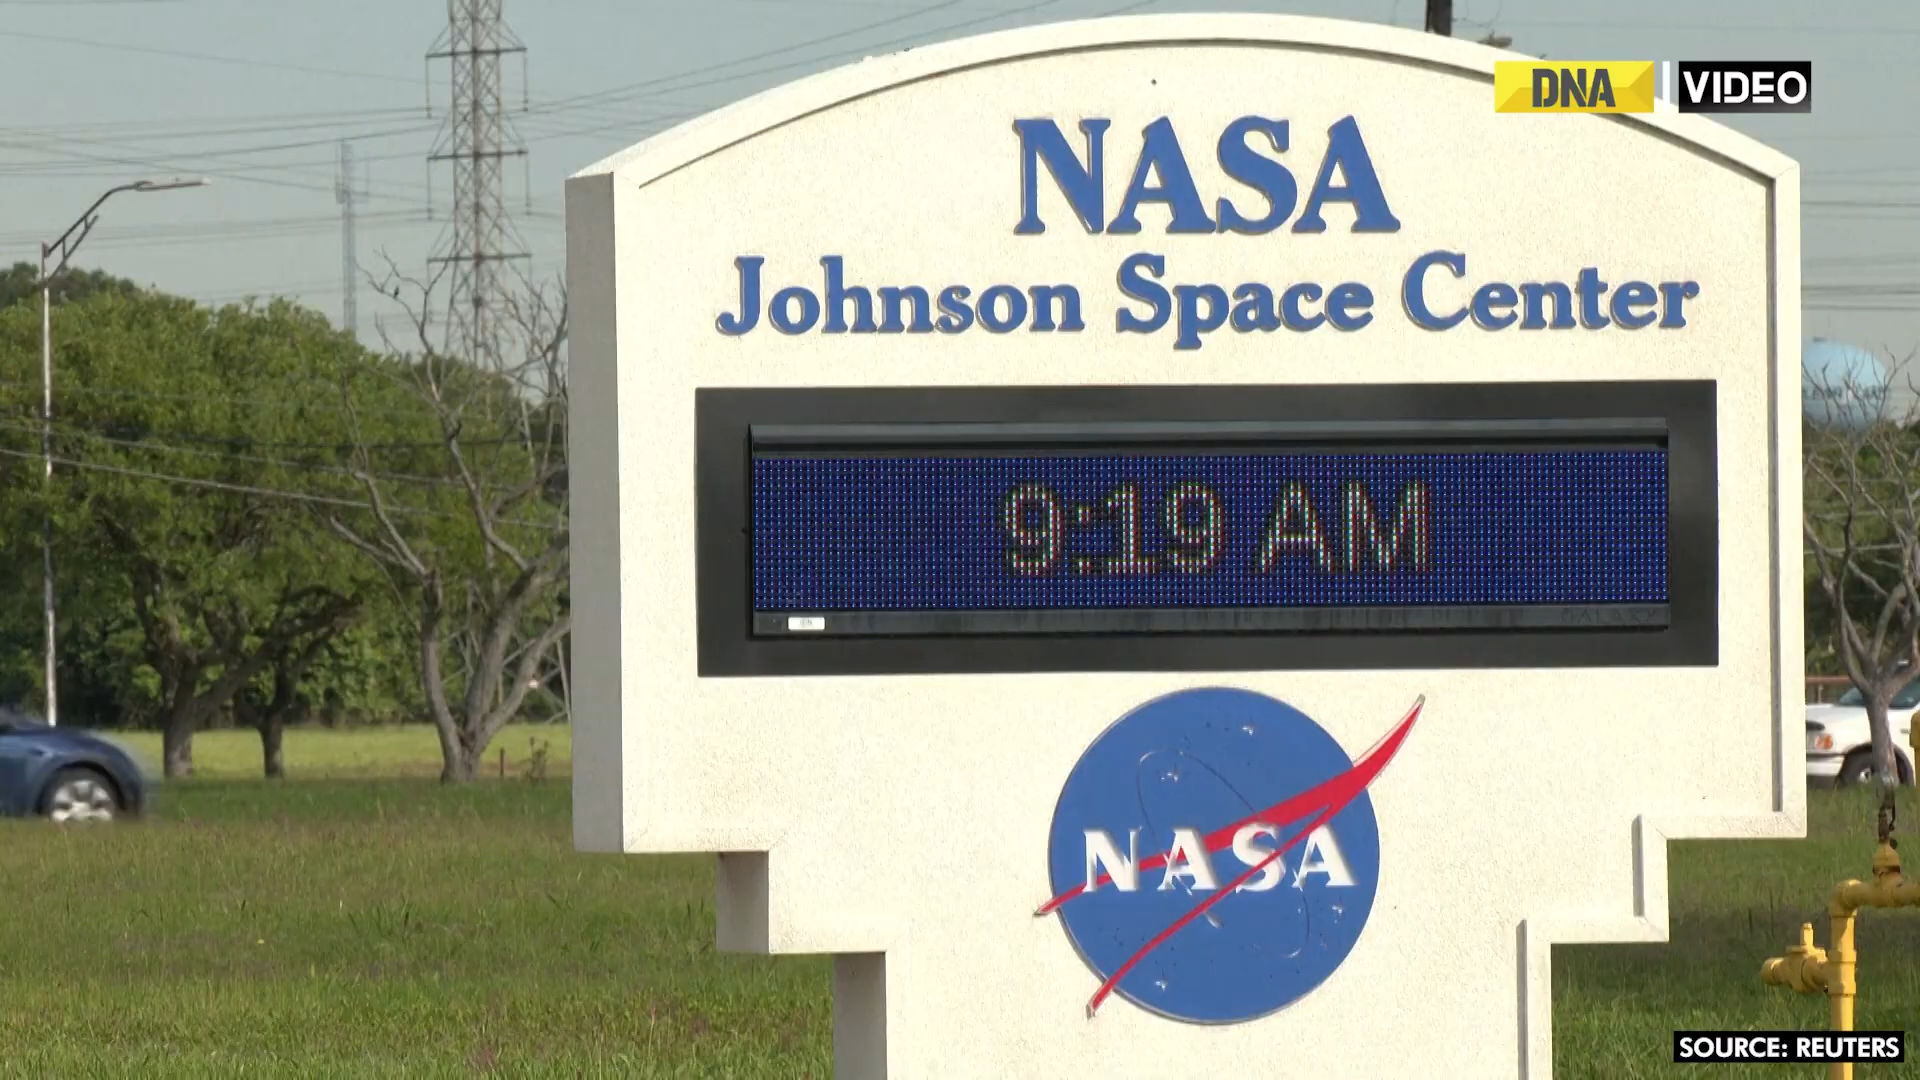 DNA VIDEO
NASA
Johnson Space Center
9:19 AM
NASA
SOURCE: REUTERS